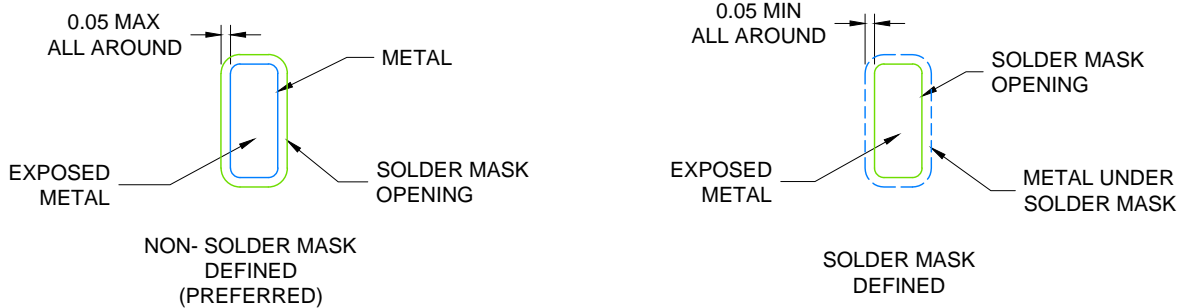 0.05 MAX
ALL AROUND
METAL
EXPOSED
METAL
SOLDER MASK
OPENING
NON- SOLDER MASK
DEFINED
(PREFERRED)
0.05 MIN
ALL AROUND
SOLDER MASK
OPENING
EXPOSED
METAL
METAL UNDER
SOLDER MASK
SOLDER MASK
DEFINED